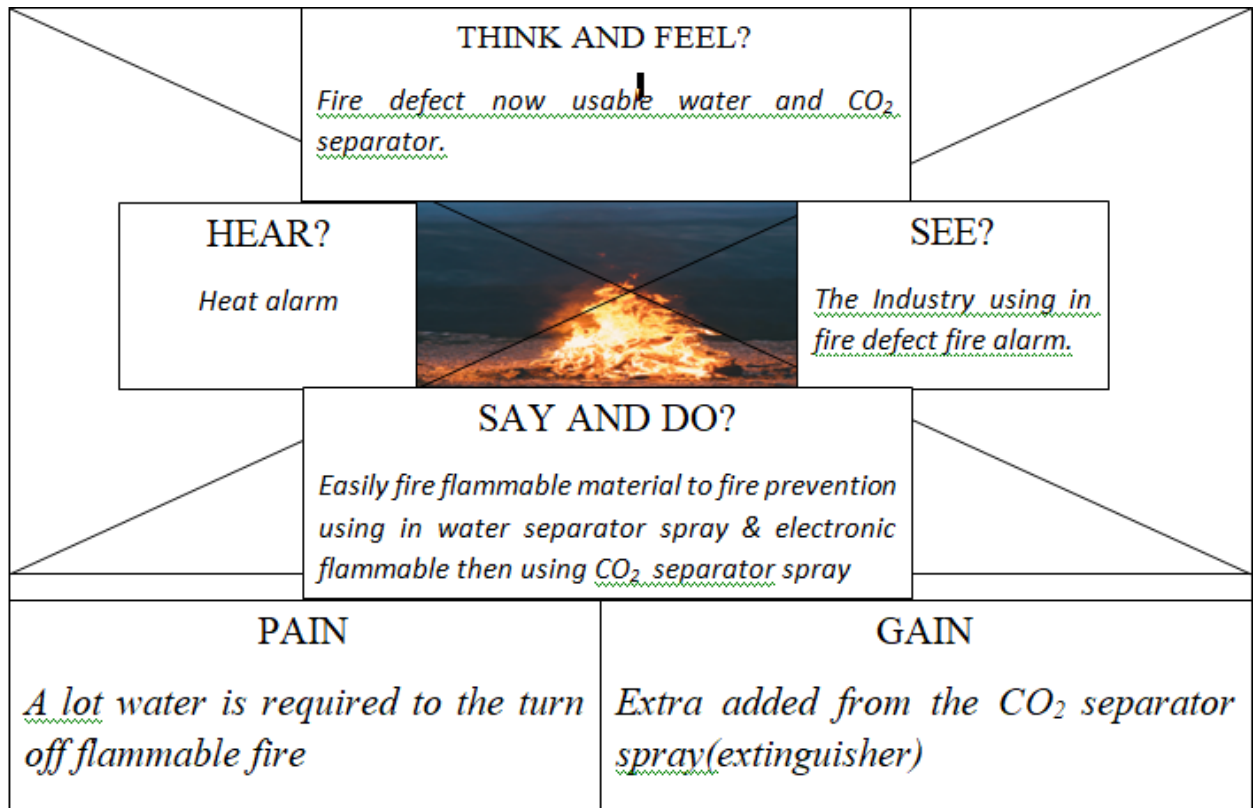 THINK AND FEEL?
Fire defect now usable water and CO₂
separator.
HEAR?
Heat alarm
SEE?
The Industry using in
fire defect fire alarm.
SAY AND DO?
Easily fire flammable material to fire prevention
using in water separator spray & electronic
flammable then using CO₂ separator spray
PAIN
A lot water is required to the turn
off flammable fire
GAIN
Extra added from the CO₂ separator
spray(extinguisher)